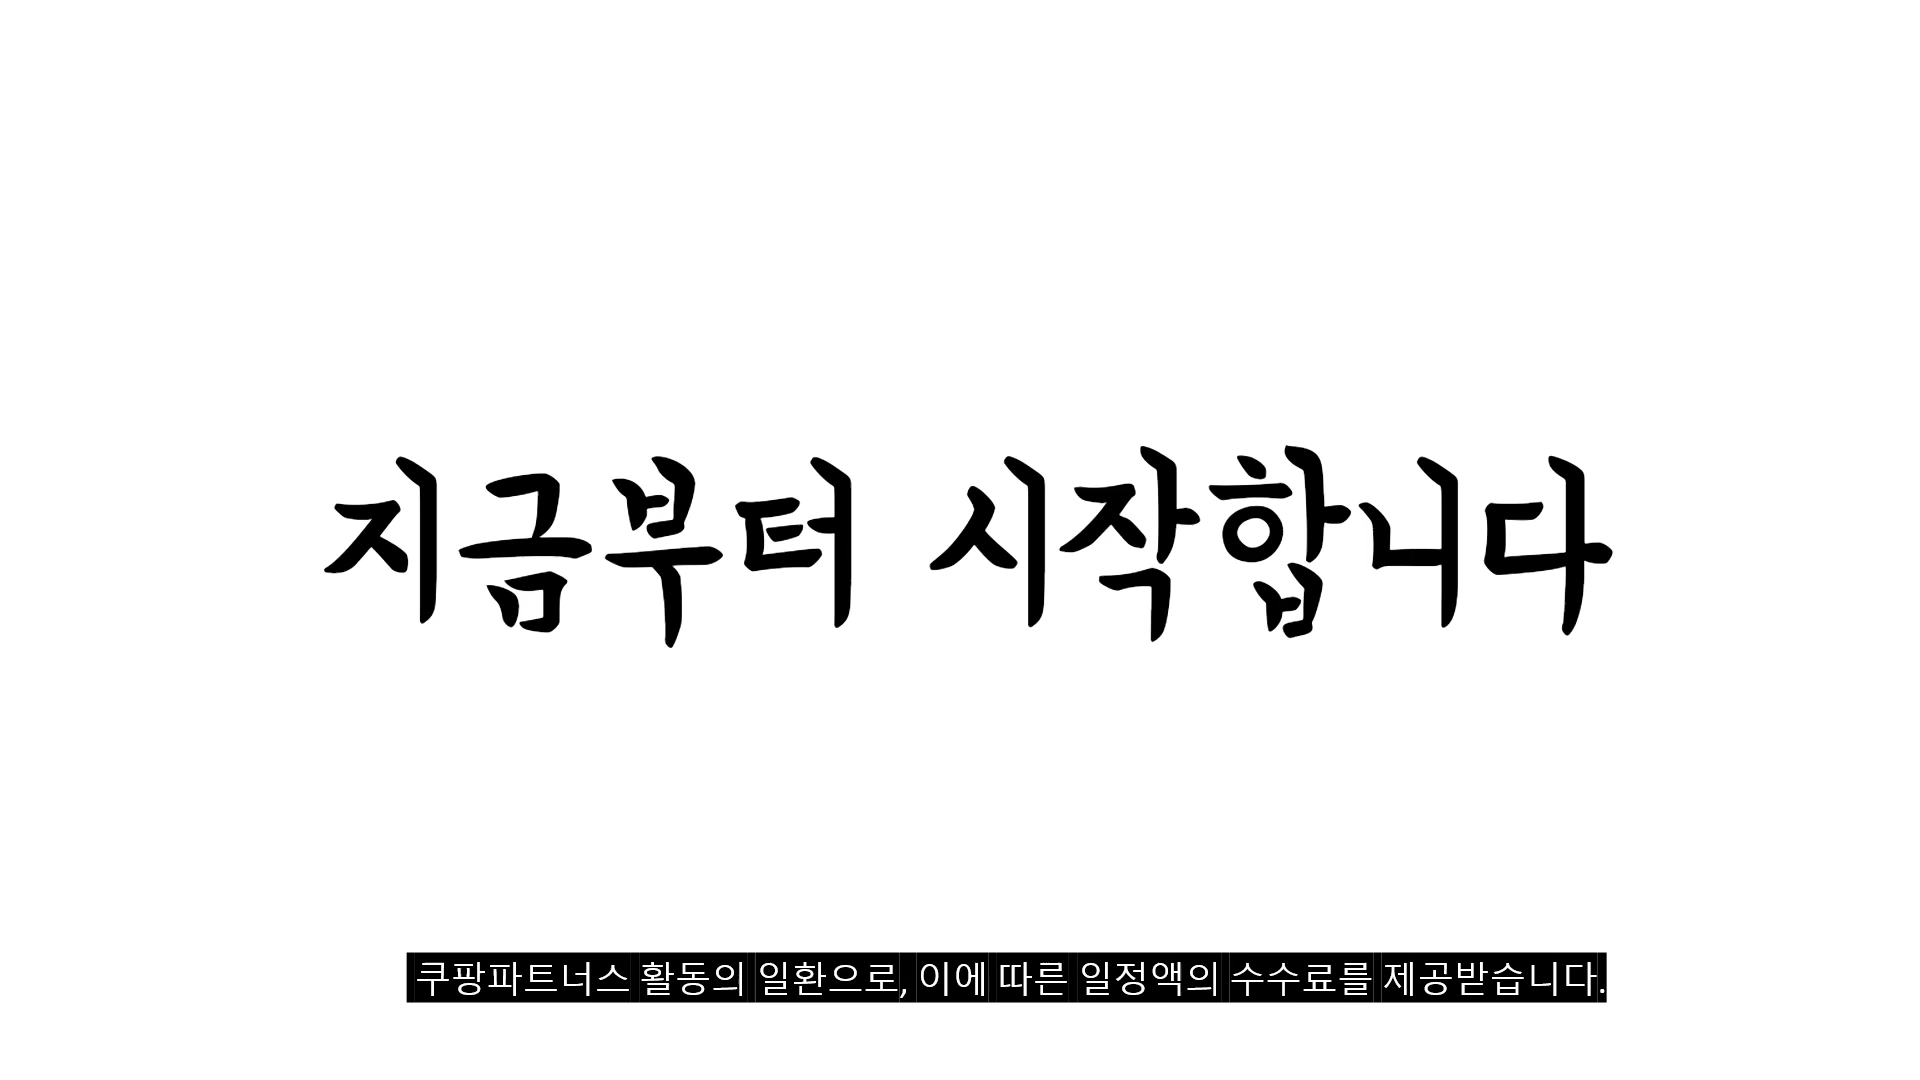 지금부터 시작합니다
쿠팡파트너스 활동의 일환으로, 이에 따른 일정액의 수수료를 제공받습니다.